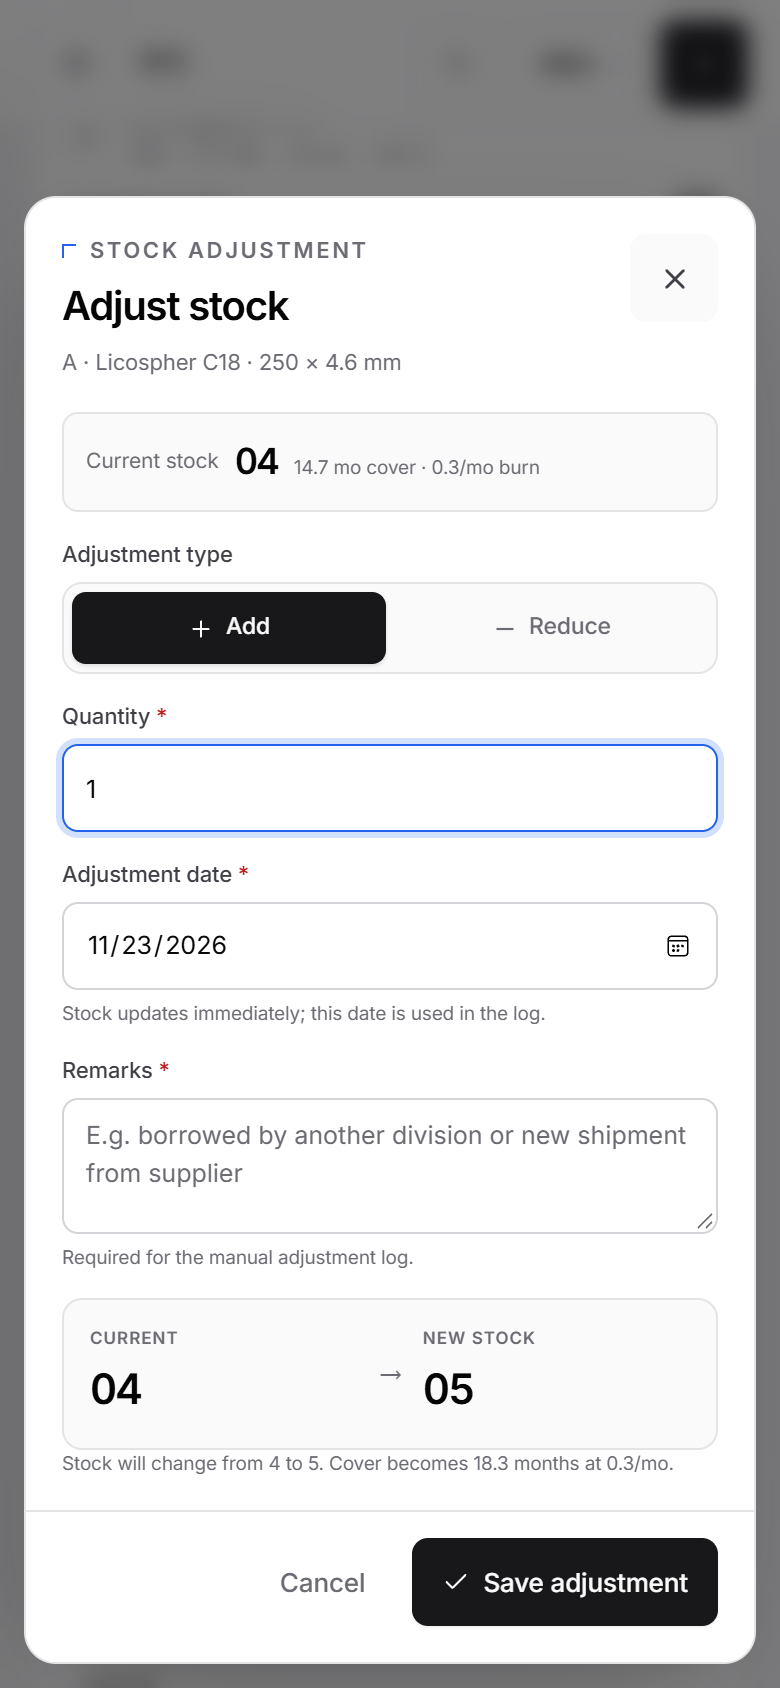 STOCK ADJUSTMENT
Adjust stock
A · Licospher C18 · 250 × 4.6 mm
Current stock 04 14.7 mo cover · 0.3/mo burn
Adjustment type
+ Add
− Reduce
Quantity *
1
Adjustment date *
11/23/2026
Stock updates immediately; this date is used in the log.
Remarks *
E.g. borrowed by another division or new shipment
from supplier
Required for the manual adjustment log.
CURRENT
04
→
NEW STOCK
05
Stock will change from 4 to 5. Cover becomes 18.3 months at 0.3/mo.
Cancel
Save adjustment